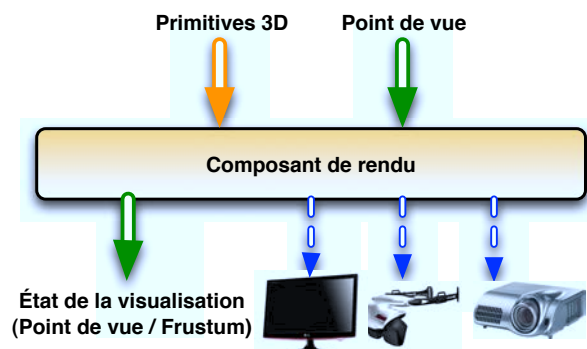 Primitives 3D
Point de vue
Composant de rendu
État de la visualisation
(Point de vue / Frustum)